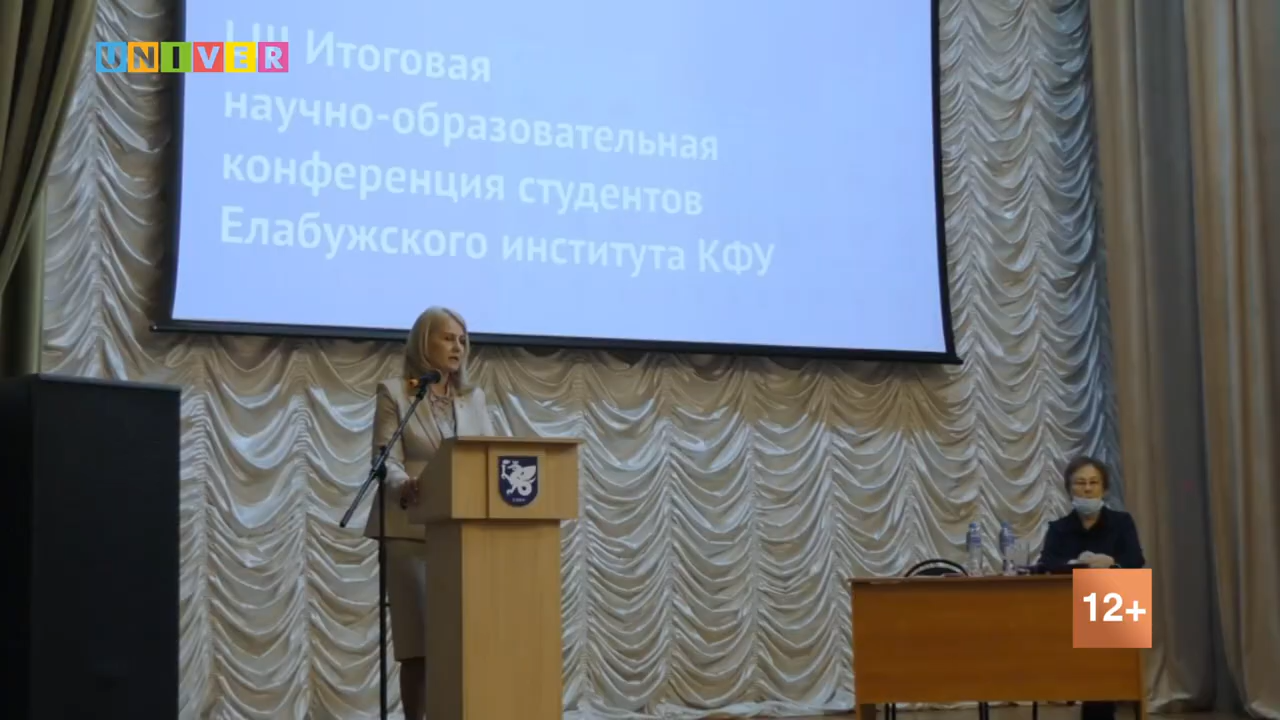 UNIVER
LIII Итоговая
научно-образовательная
конференция студентов
Елабужского института КФУ
12+